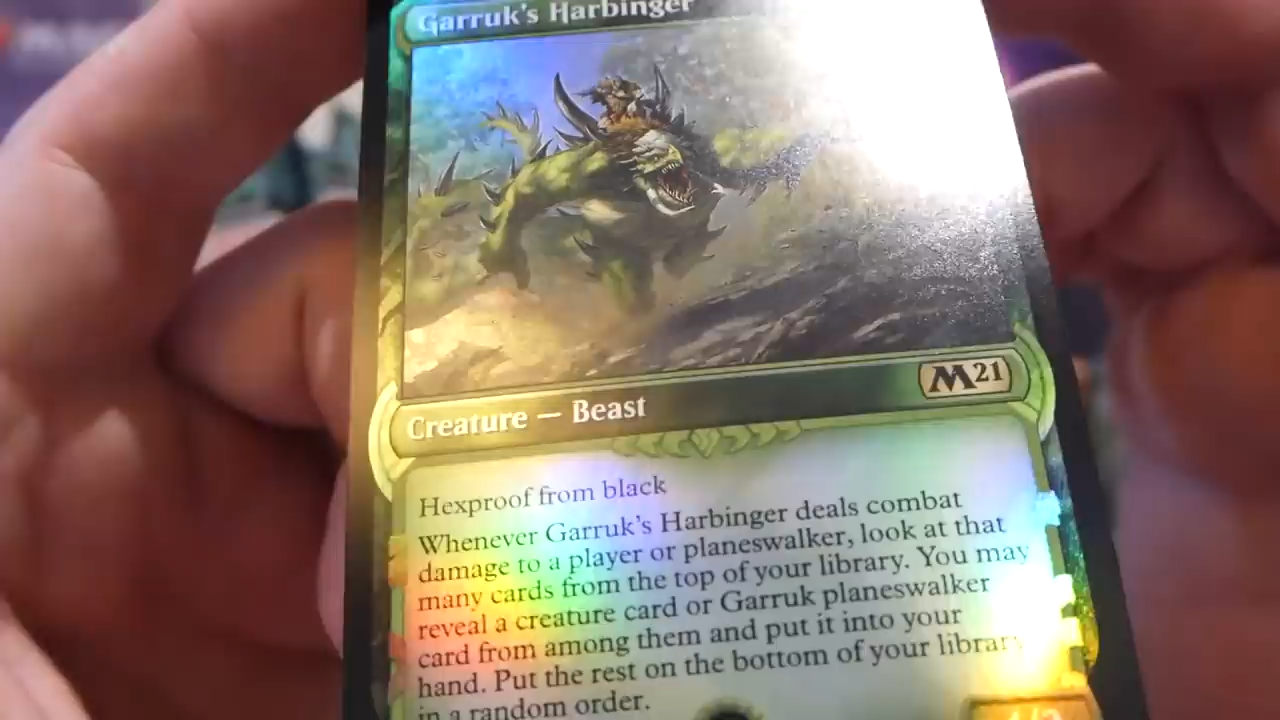 Garruk's Harbinger
M21
Creature — Beast
Hexproof from black
Whenever Garruk's Harbinger deals combat
damage to a player or planeswalker, look at that
many cards from the top of your library. You may
reveal a creature card or Garruk planeswalker
card from among them and put it into your
hand. Put the rest on the bottom of your library
in a random order.